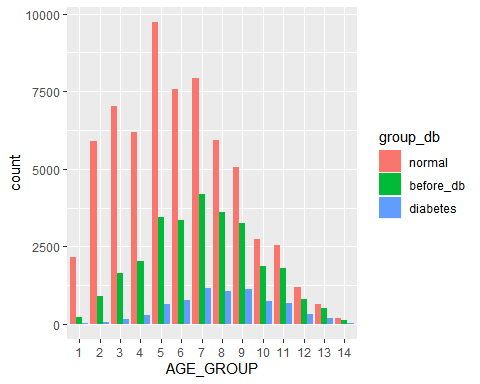 10000
7500
5000
2500
0
count
1 2 3 4 5 6 7 8 9 10 11 12 13 14
AGE_GROUP
group_db
normal
before_db
diabetes